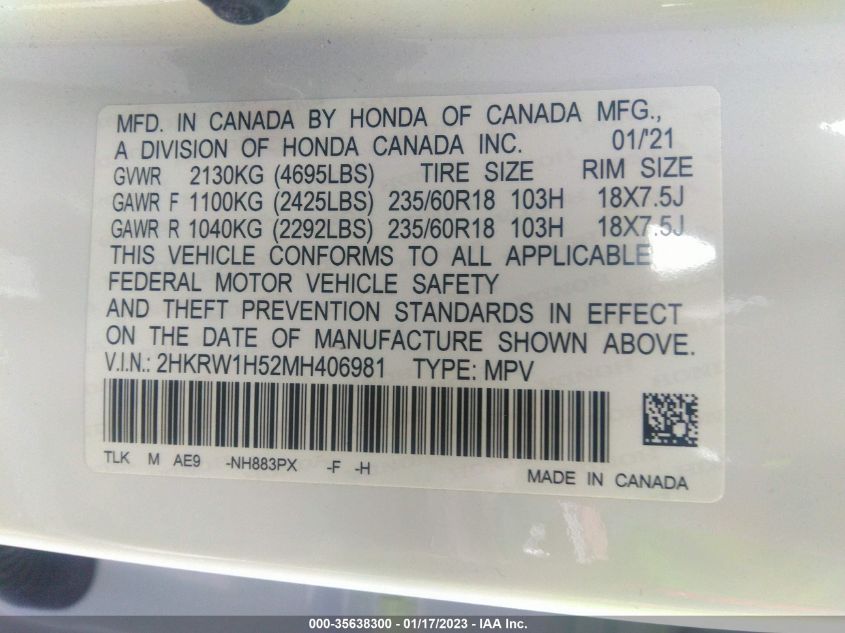 MFD. IN CANADA BY HONDA OF CANADA MFG.,
A DIVISION OF HONDA CANADA INC. 01/'21
GVWR 2130KG (4695LBS) TIRE SIZE RIM SIZE
GAWR F 1100KG (2425LBS) 235/60R18 103H 18X7.5J
GAWR R 1040KG (2292LBS) 235/60R18 103H 18X7.5J
THIS VEHICLE CONFORMS TO ALL APPLICABLE
FEDERAL MOTOR VEHICLE SAFETY
AND THEFT PREVENTION STANDARDS IN EFFECT
ON THE DATE OF MANUFACTURE SHOWN ABOVE.
V.I.N.: 2HKRW1H52MH406981 TYPE: MPV
TLK M AE9 -NH883PX -F -H
MADE IN CANADA
000-35638300 - 01/17/2023 - IAA Inc.